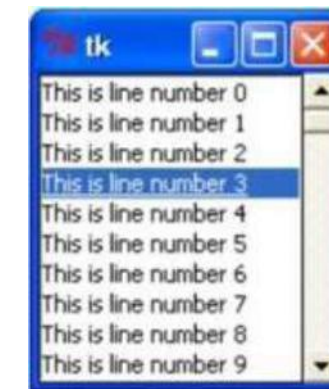 tk
This is line number 0
This is line number 1
This is line number 2
This is line number 3
This is line number 4
This is line number 5
This is line number 6
This is line number 7
This is line number 8
This is line number 9